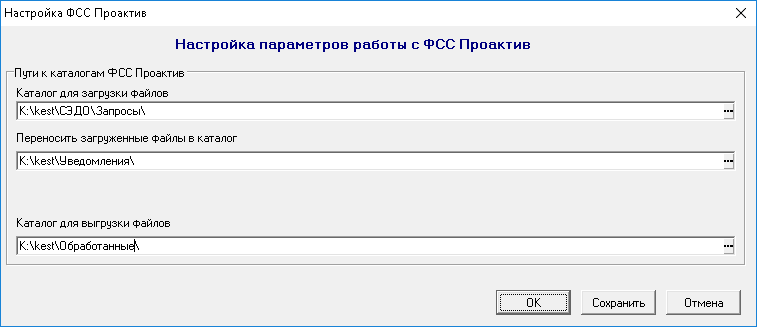 Настройка ФСС Проактив
Настройка параметров работы с ФСС Проактив
Пути к каталогам ФСС Проактив
Каталог для загрузки файлов
K:\kest\СЭДО\Запросы\
...
Переносить загруженные файлы в каталог
K:\kest\Уведомления\
...
Каталог для выгрузки файлов
K:\kest\Обработанные\
...
OK
Сохранить
Отмена